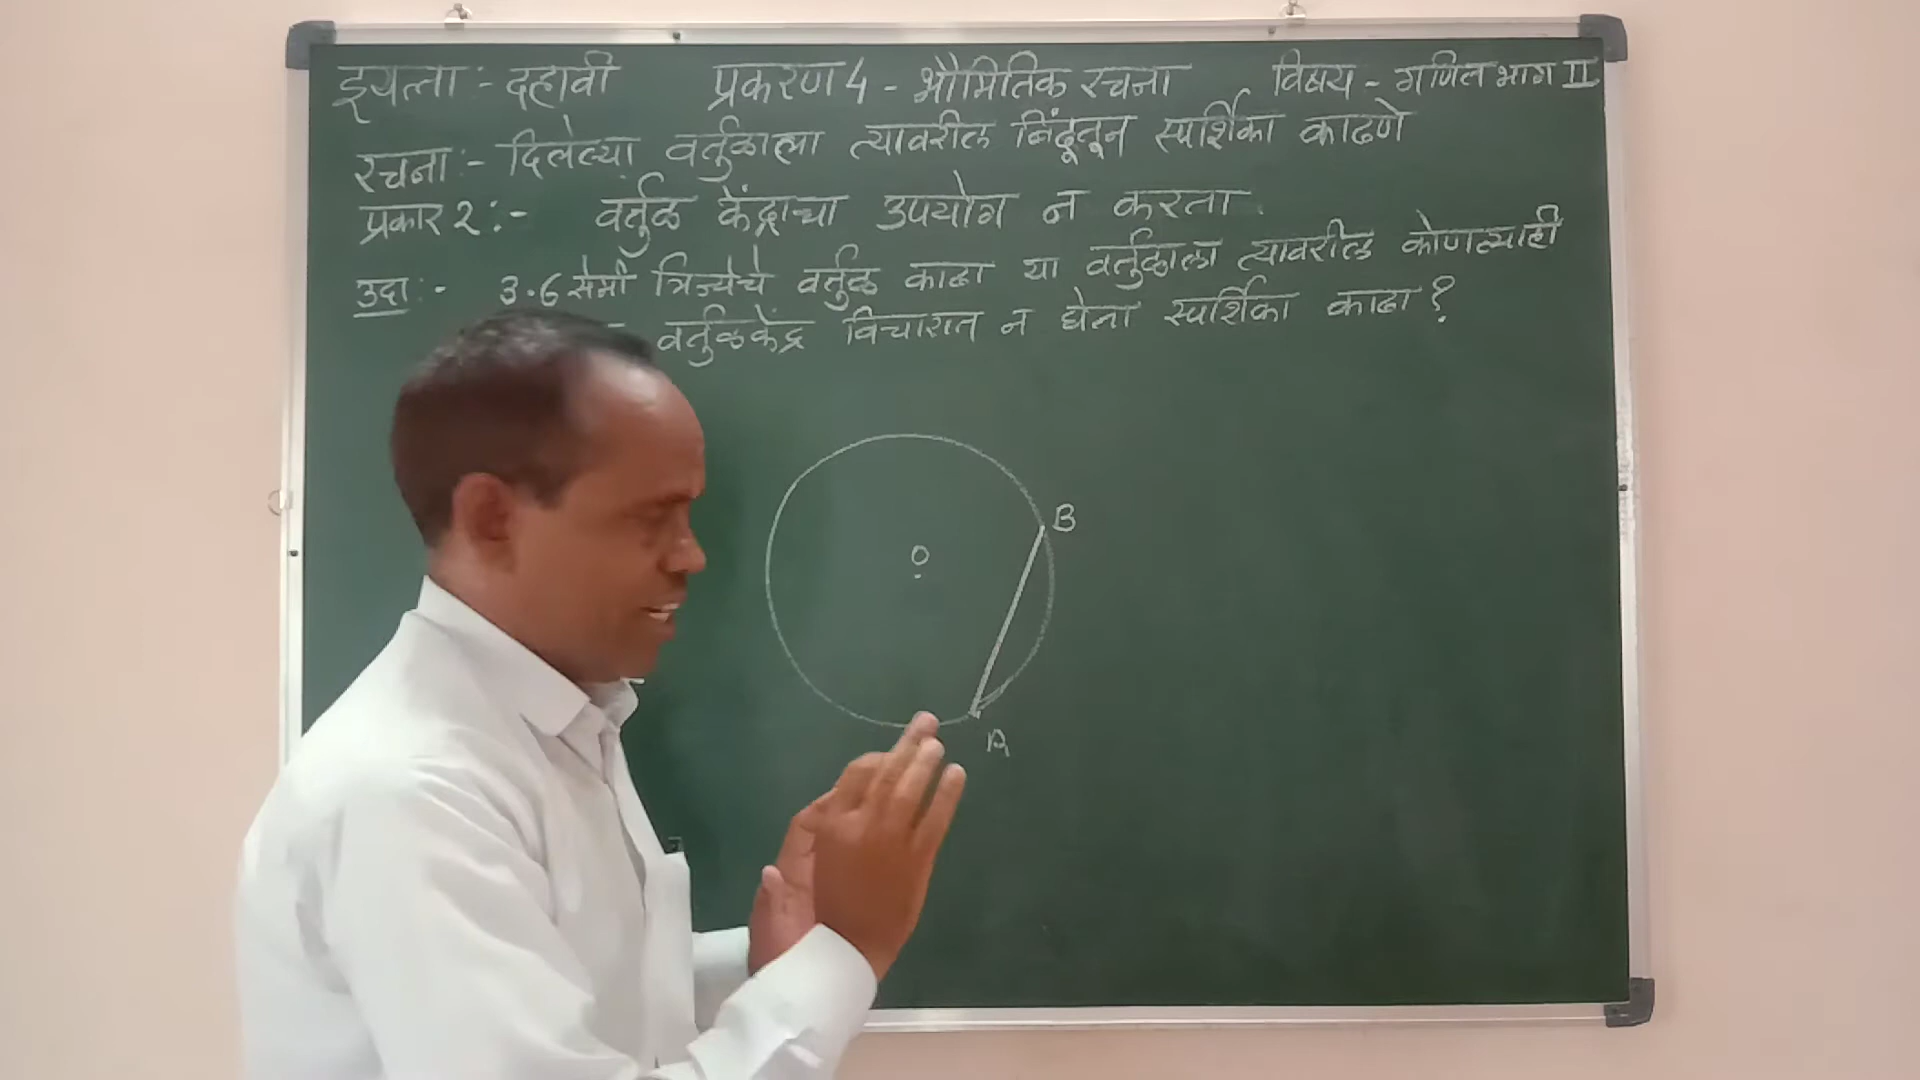 इयत्ता:- दहावी प्रकरण 4 - भौमितिक रचना विषय - गणित भाग II
रचना:- दिलेल्या वर्तुळाला त्यावरील बिंदूतून स्पर्शिका काढणे
प्रकार २:- वर्तुळ केंद्राचा उपयोग न करता.
उदा:- 3.6 सेमी त्रिज्येचे वर्तुळ काढा या वर्तुळाला त्यावरील कोणत्याही
वर्तुळकेंद्र विचारात न घेता स्पर्शिका काढा ?
B
O
A